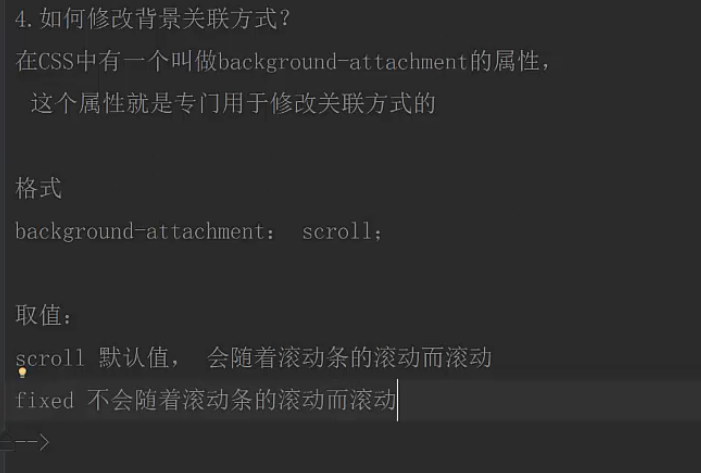 4.如何修改背景关联方式?
在CSS中有一个叫做background-attachment的属性,
这个属性就是专门用于修改关联方式的
格式
background-attachment: scroll;
取值:
scroll 默认值, 会随着滚动条的滚动而滚动
fixed 不会随着滚动条的滚动而滚动
-->